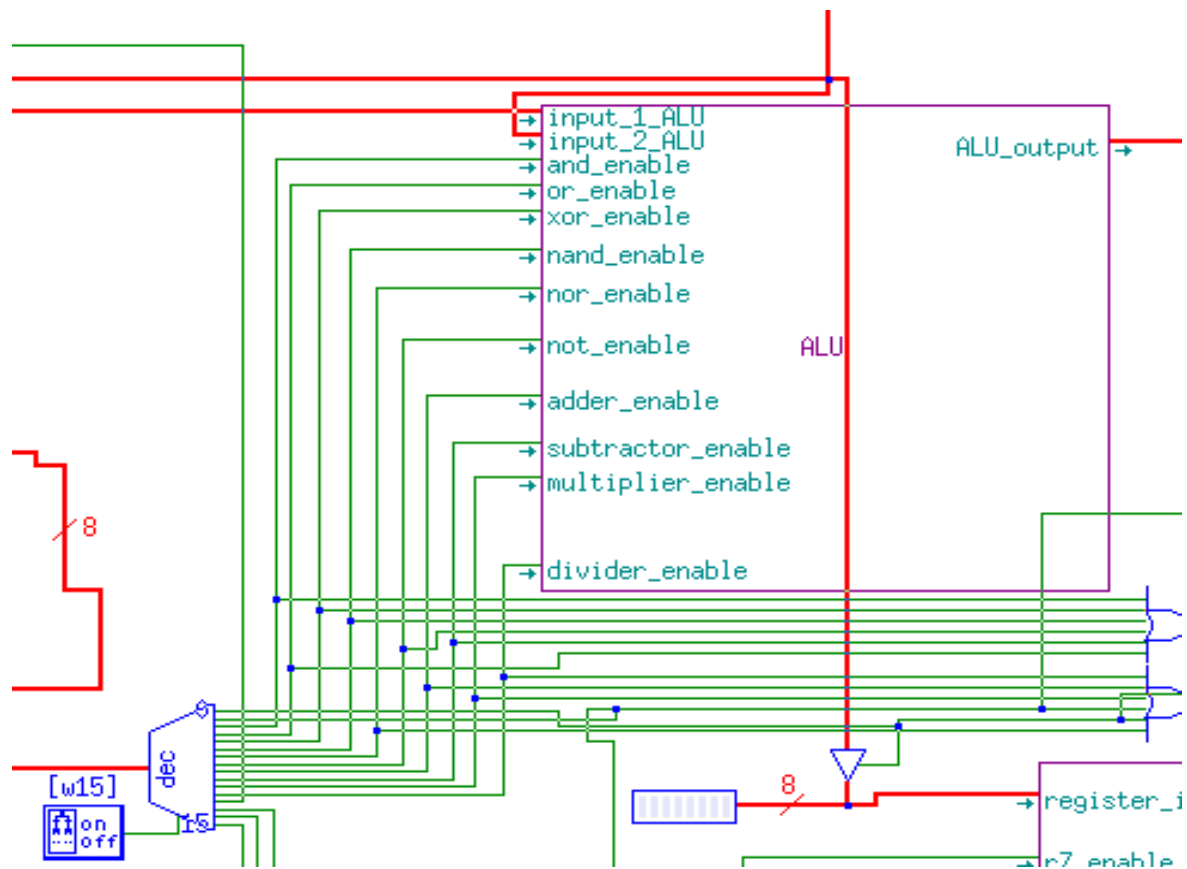 input_1_ALU
input_2_ALU
ALU_output
and_enable
or_enable
xor_enable
nand_enable
nor_enable
not_enable
ALU
adder_enable
subtractor_enable
multiplier_enable
8
divider_enable
0
dec
[w15]
8
15
on
off
register_i
r7_enable